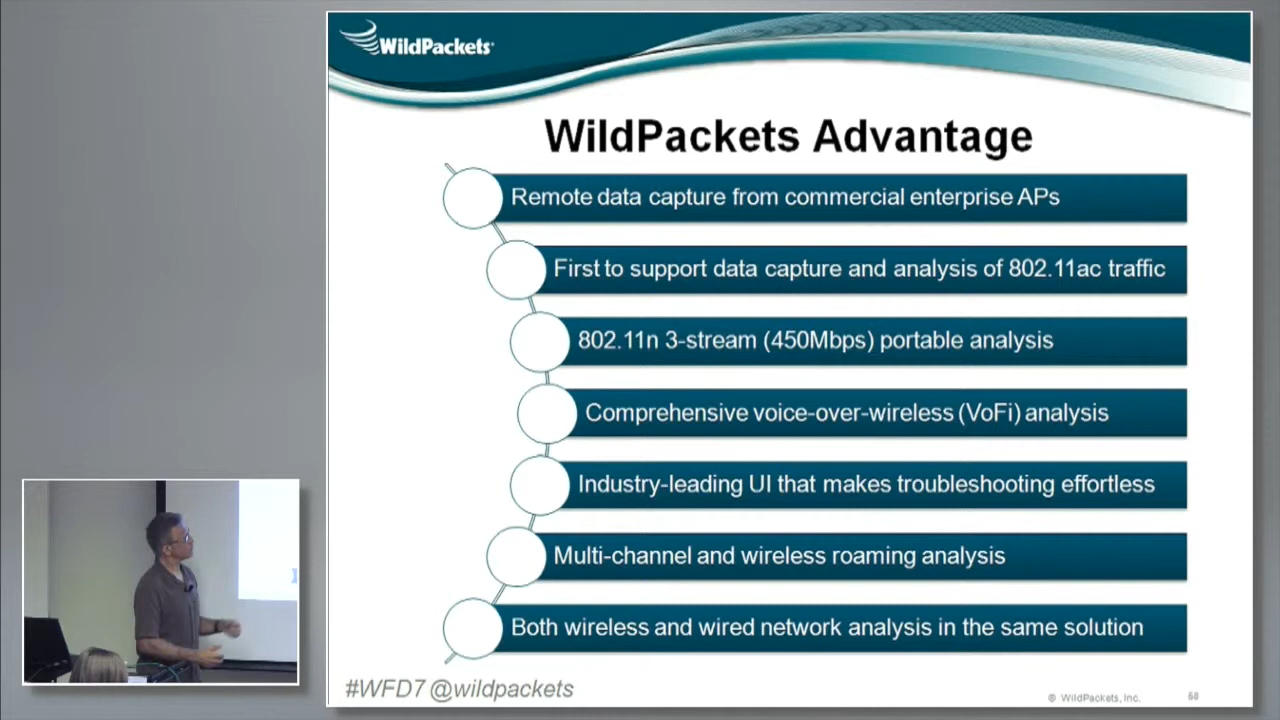 WildPackets
WildPackets Advantage
Remote data capture from commercial enterprise APs
First to support data capture and analysis of 802.11ac traffic
802.11n 3-stream (450Mbps) portable analysis
Comprehensive voice-over-wireless (VoFi) analysis
Industry-leading UI that makes troubleshooting effortless
Multi-channel and wireless roaming analysis
Both wireless and wired network analysis in the same solution
#WFD7 @wildpackets
© WildPackets, Inc.